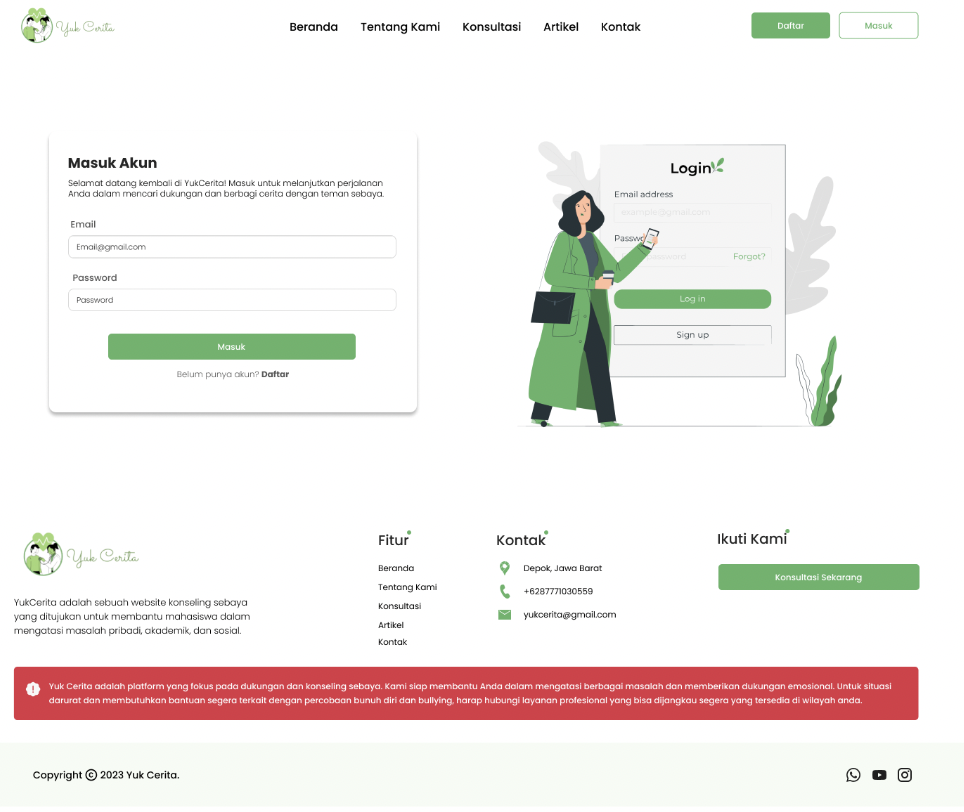 Yuk Cerita
Beranda Tentang Kami Konsultasi Artikel Kontak
Daftar Masuk
Masuk Akun
Selamat datang kembali di YukCerita! Masuk untuk melanjutkan perjalanan
Anda dalam mencari dukungan dan berbagi cerita dengan teman sebaya.
Email
Email@gmail.com
Password
Password
Masuk
Belum punya akun? Daftar
Login
Email address
example@gmail.com
Passwo
password
Forgot?
Log in
Sign up
Yuk Cerita
YukCerita adalah sebuah website konseling sebaya
yang ditujukan untuk membantu mahasiswa dalam
mengatasi masalah pribadi, akademik, dan sosial.
Fitur
Beranda
Tentang Kami
Konsultasi
Artikel
Kontak
Kontak
Depok, Jawa Barat
+6287771030559
yukcerita@gmail.com
Ikuti Kami
Konsultasi Sekarang
Yuk Cerita adalah platform yang fokus pada dukungan dan konseling sebaya. Kami siap membantu Anda dalam mengatasi berbagai masalah dan memberikan dukungan emosional. Untuk situasi
darurat dan membutuhkan bantuan segera terkait dengan percobaan bunuh diri dan bullying, harap hubungi layanan profesional yang bisa dijangkau segera yang tersedia di wilayah anda.
Copyright © 2023 Yuk Cerita.